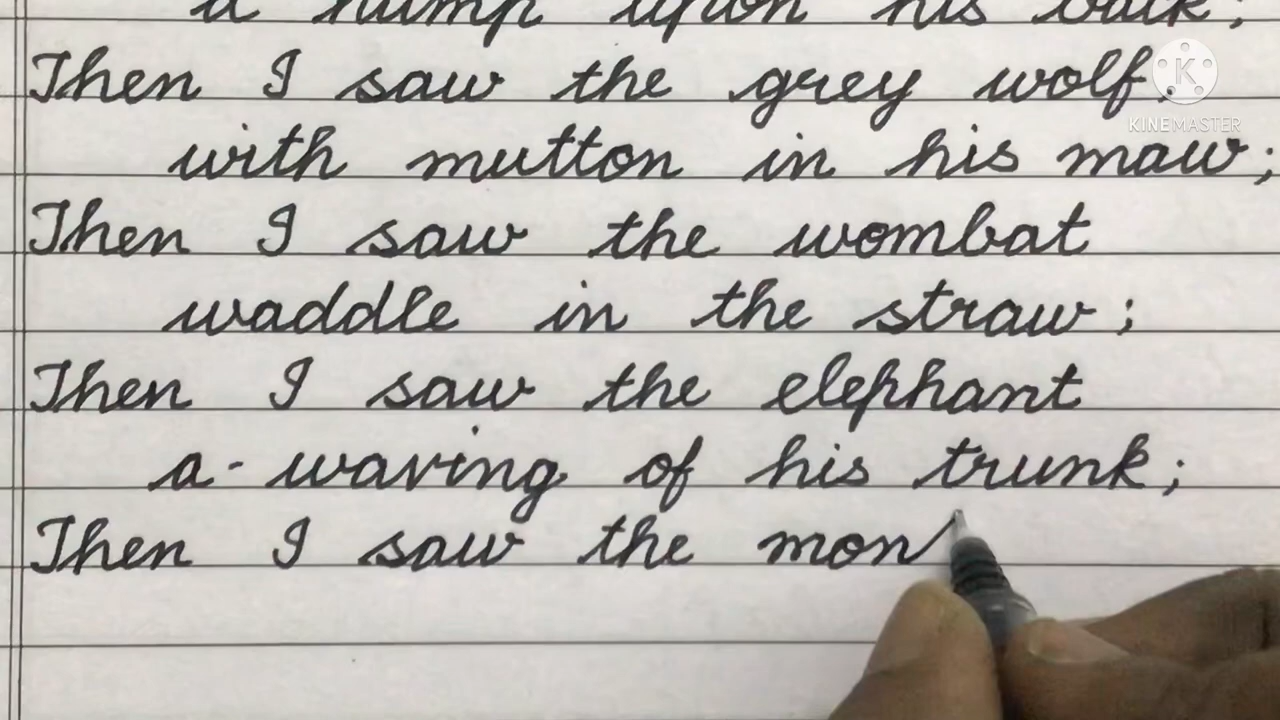 a hump upon his back;
Then I saw the grey wolf,
with mutton in his maw;
Then I saw the wombat
waddle in the straw;
Then I saw the elephant
a-waving of his trunk;
Then I saw the mon
K
KINEMASTER